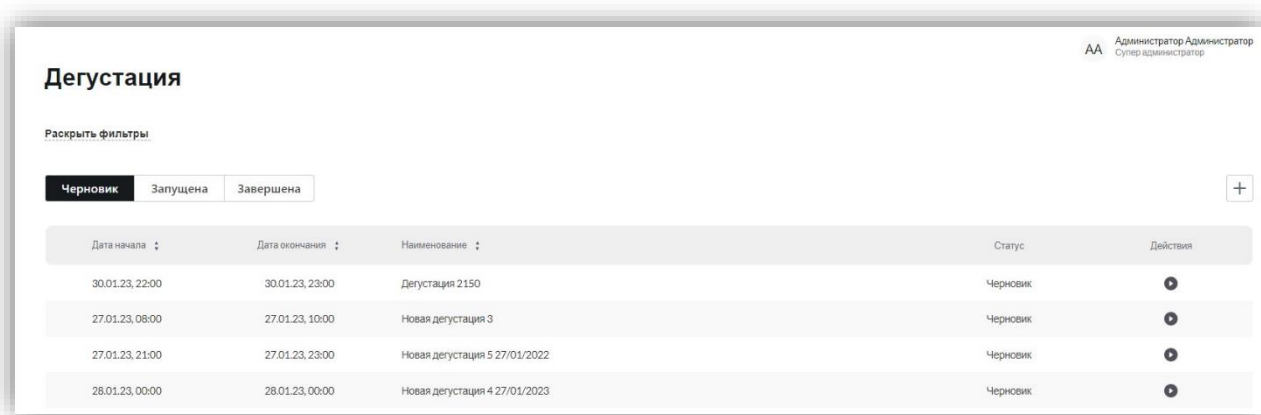 АА Администратор Администратор
Супер администратор
Дегустация
Раскрыть фильтры
Черновик Запущена Завершена +
Дата начала Дата окончания Наименование Статус Действия
30.01.23, 22:00 30.01.23, 23:00 Дегустация 2150 Черновик
27.01.23, 08:00 27.01.23, 10:00 Новая дегустация 3 Черновик
27.01.23, 21:00 27.01.23, 23:00 Новая дегустация 5 27/01/2022 Черновик
28.01.23, 00:00 28.01.23, 00:00 Новая дегустация 4 27/01/2023 Черновик